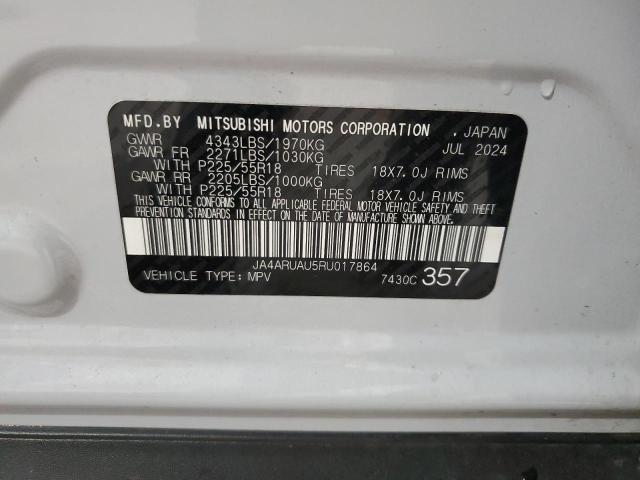 MFD.BY MITSUBISHI MOTORS CORPORATION . JAPAN
GVWR 4343LBS/1970KG JUL 2024
GAWR FR 2271LBS/1030KG
WITH P225/55R18 TIRES 18X7.0J RIMS
GAWR RR 2205LBS/1000KG
WITH P225/55R18 TIRES 18X7.0J RIMS
THIS VEHICLE CONFORMS TO ALL APPLICABLE FEDERAL MOTOR VEHICLE SAFETY AND THEFT
PREVENTION STANDARDS IN EFFECT ON THE DATE OF MANUFACTURE SHOWN ABOVE.
JA4ARUAU5RU017864
VEHICLE TYPE: MPV 7430C 357